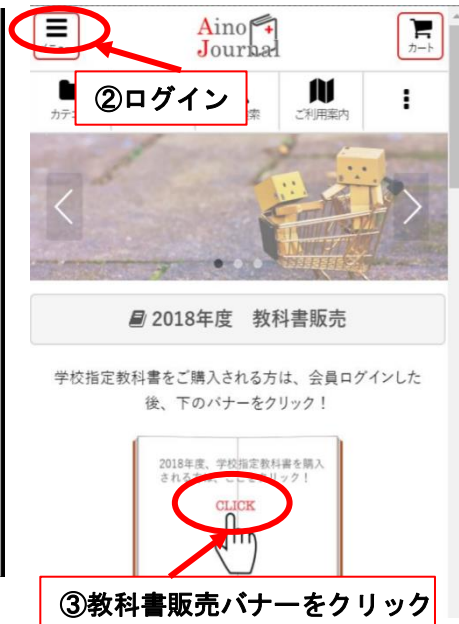 Aino
Journal
カート
②ログイン
ご利用案内
2018年度 教科書販売
学校指定教科書をご購入される方は、会員ログインした
後、下のバナーをクリック！
2018年度、学校指定教科書を購入
CLICK
③教科書販売バナーをクリック